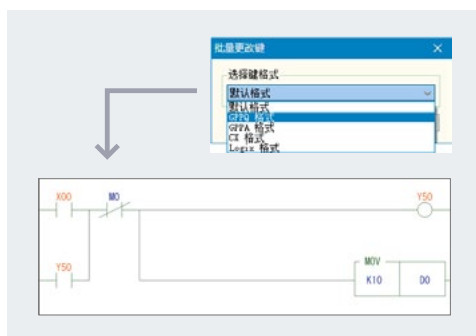 批量更改键
选择键格式
默认格式
默认格式
GPPQ 格式
GPPA 格式
CX 格式
Logix 格式
X00 M0 Y50
Y50
MOV
K10 D0